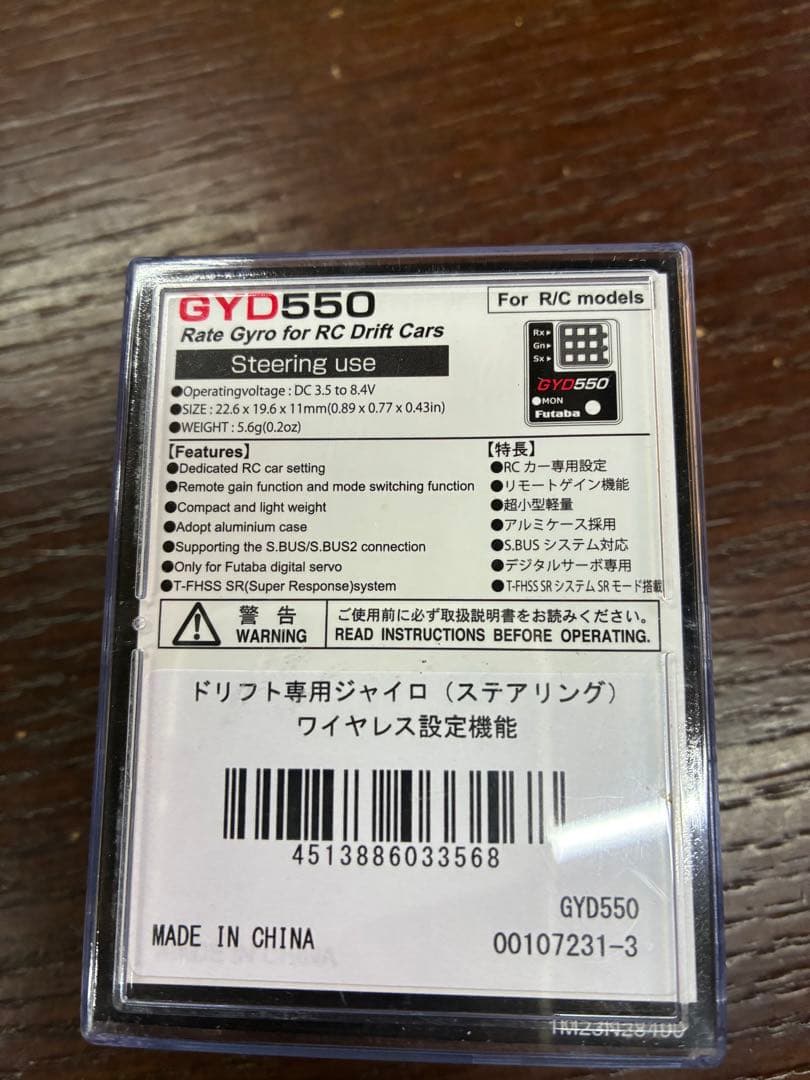 GYD550
Rate Gyro for RC Drift Cars
For R/C models
Steering use
●Operatingvoltage : DC 3.5 to 8.4V
●SIZE : 22.6 x 19.6 x 11mm(0.89 x 0.77 x 0.43in)
●WEIGHT : 5.6g(0.2oz)
Rx▶
Gn▶
Sx▶
GYD550
MON
Futaba
【Features】
●Dedicated RC car setting
●Remote gain function and mode switching function
●Compact and light weight
●Adopt aluminium case
●Supporting the S.BUS/S.BUS2 connection
●Only for Futaba digital servo
●T-FHSS SR(Super Response)system
【特長】
●RC カー専用設定
●リモートゲイン機能
●超小型軽量
●アルミケース採用
●S.BUS システム対応
●デジタルサーボ専用
●T-FHSS SR システム SR モード搭載
警 告
WARNING
ご使用前に必ず取扱説明書をお読みください。
READ INSTRUCTIONS BEFORE OPERATING.
ドリフト専用ジャイロ（ステアリング）
ワイヤレス設定機能
4513886033568
GYD550
MADE IN CHINA
00107231-3